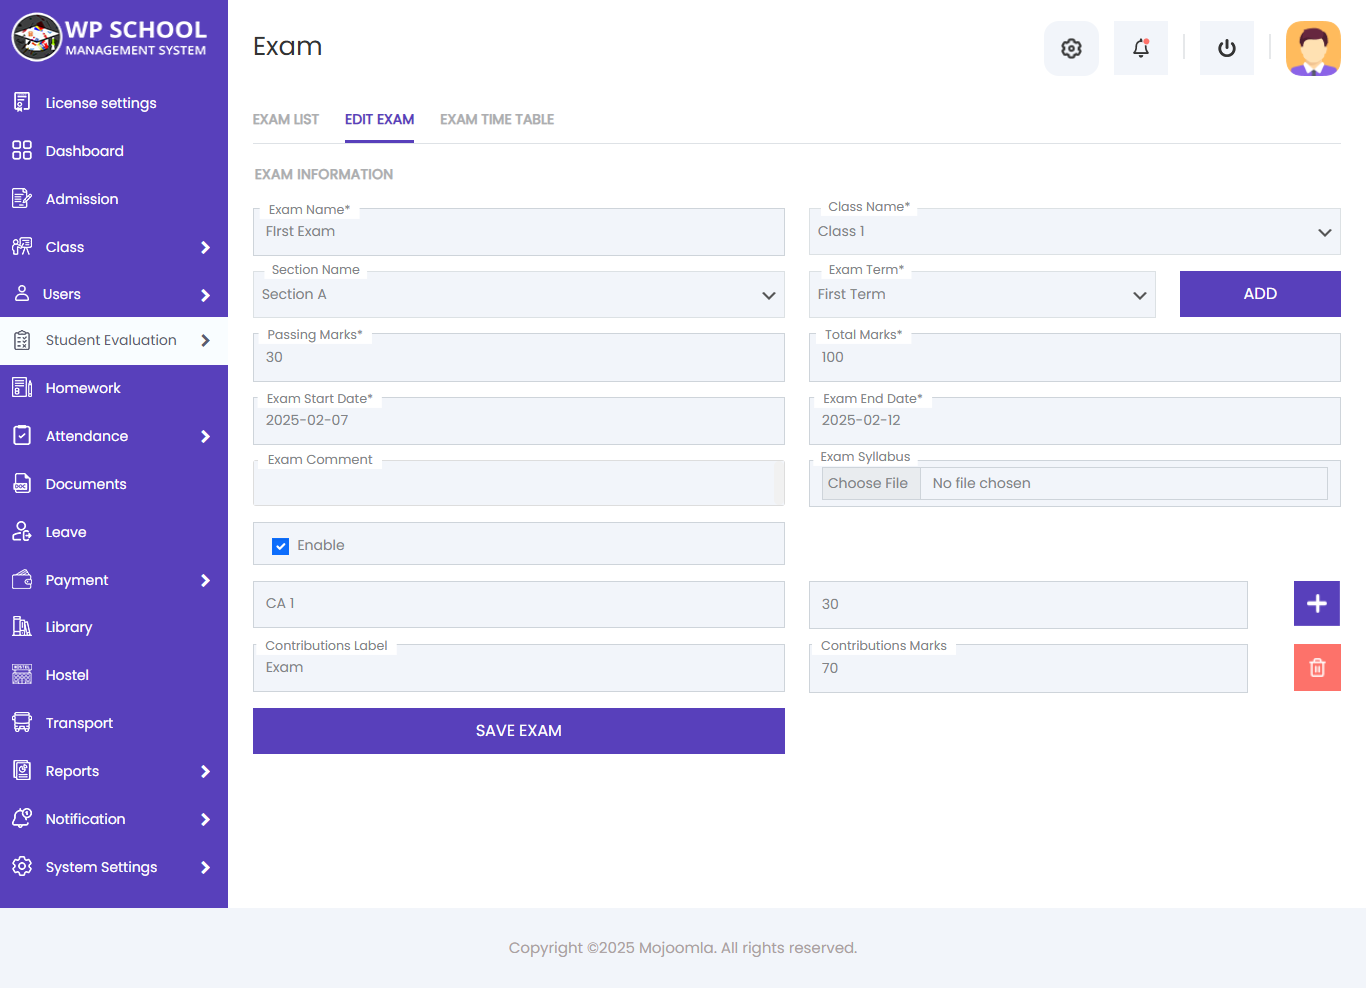 WP SCHOOL
MANAGEMENT SYSTEM
License settings
Dashboard
Admission
Class
Users
Student Evaluation
Homework
Attendance
Documents
Leave
Payment
Library
Hostel
Transport
Reports
Notification
System Settings
Exam
EXAM LIST EDIT EXAM EXAM TIME TABLE
EXAM INFORMATION
Exam Name*
FIrst Exam
Class Name*
Class 1
Section Name
Section A
Exam Term*
First Term
ADD
Passing Marks*
30
Total Marks*
100
Exam Start Date*
2025-02-07
Exam End Date*
2025-02-12
Exam Comment
Exam Syllabus
Choose File No file chosen
Enable
CA 1
30
Contributions Label
Exam
Contributions Marks
70
SAVE EXAM
Copyright ©2025 Mojoomla. All rights reserved.